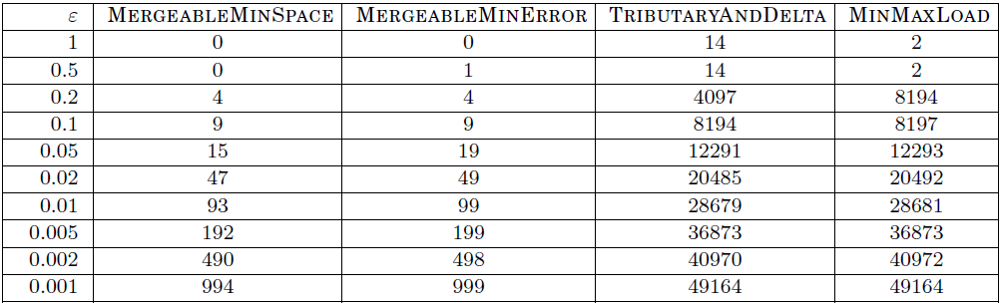 ε MERGEABLEMINSPACE MERGEABLEMINERROR TRIBUTARYANDDELTA MINMAXLOAD
1 0 0 14 2
0.5 0 1 14 2
0.2 4 4 4097 8194
0.1 9 9 8194 8197
0.05 15 19 12291 12293
0.02 47 49 20485 20492
0.01 93 99 28679 28681
0.005 192 199 36873 36873
0.002 490 498 40970 40972
0.001 994 999 49164 49164